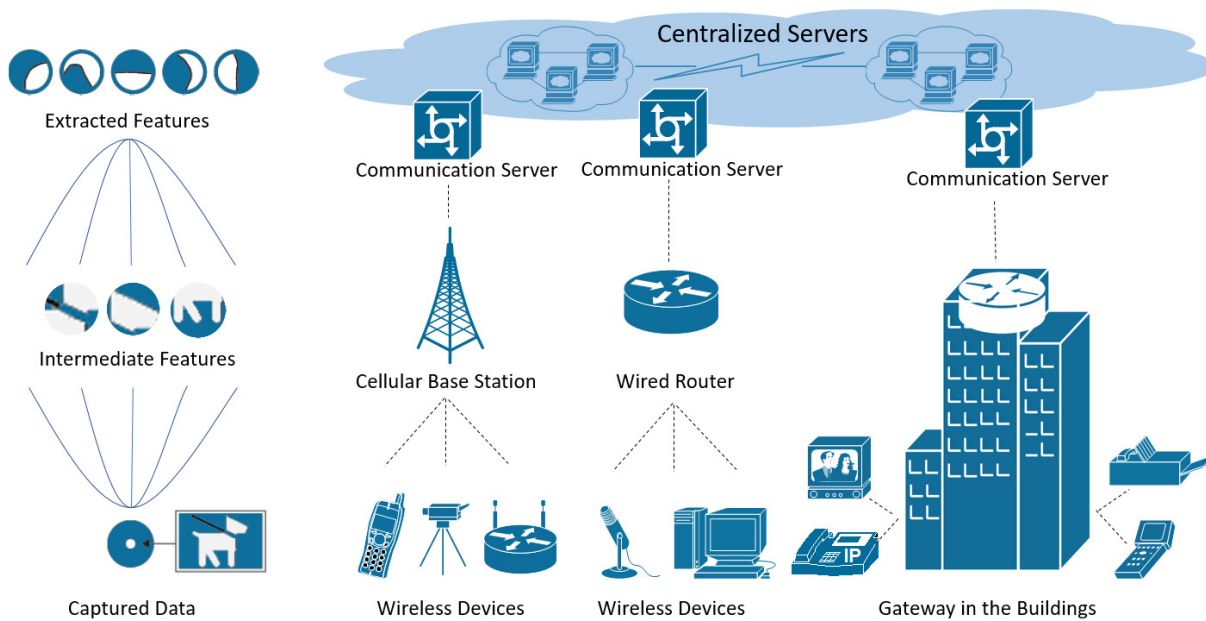 Centralized Servers
Extracted Features
Communication Server
Communication Server
Communication Server
Intermediate Features
Cellular Base Station
Wired Router
IP
Captured Data
Wireless Devices
Wireless Devices
Gateway in the Buildings